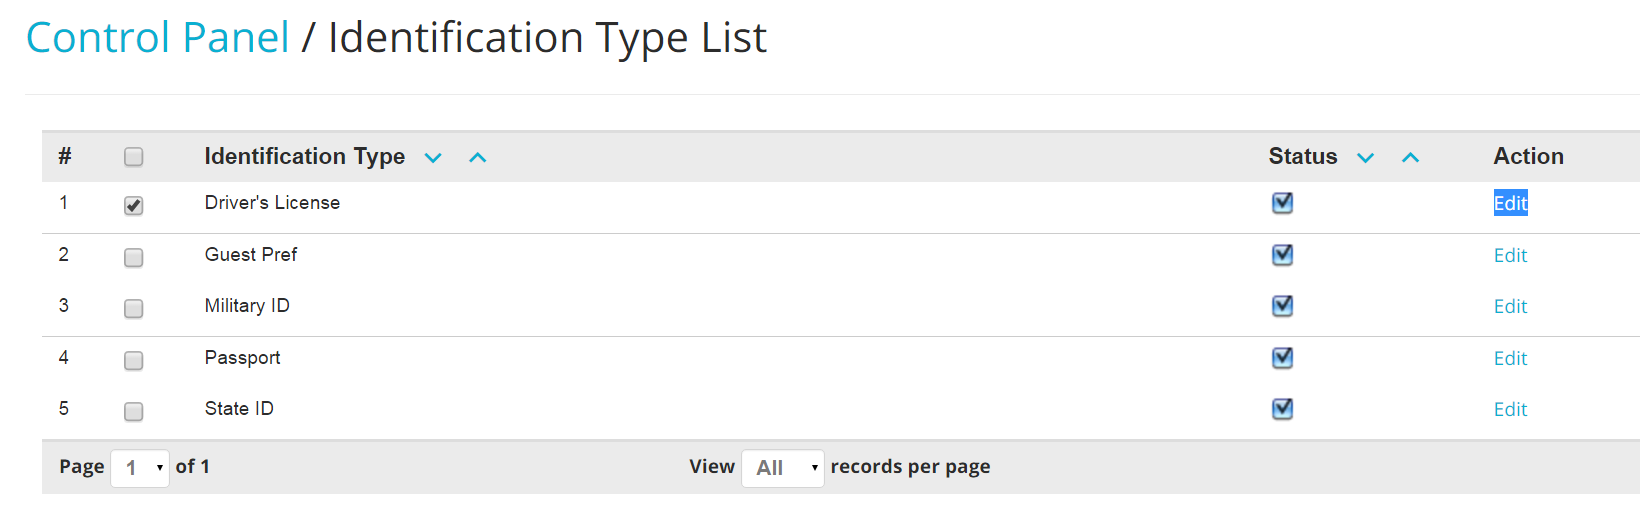 Control Panel / Identification Type List
# Identification Type Status Action
1 Driver's License Edit
2 Guest Pref Edit
3 Military ID Edit
4 Passport Edit
5 State ID Edit
Page 1 of 1 View All records per page